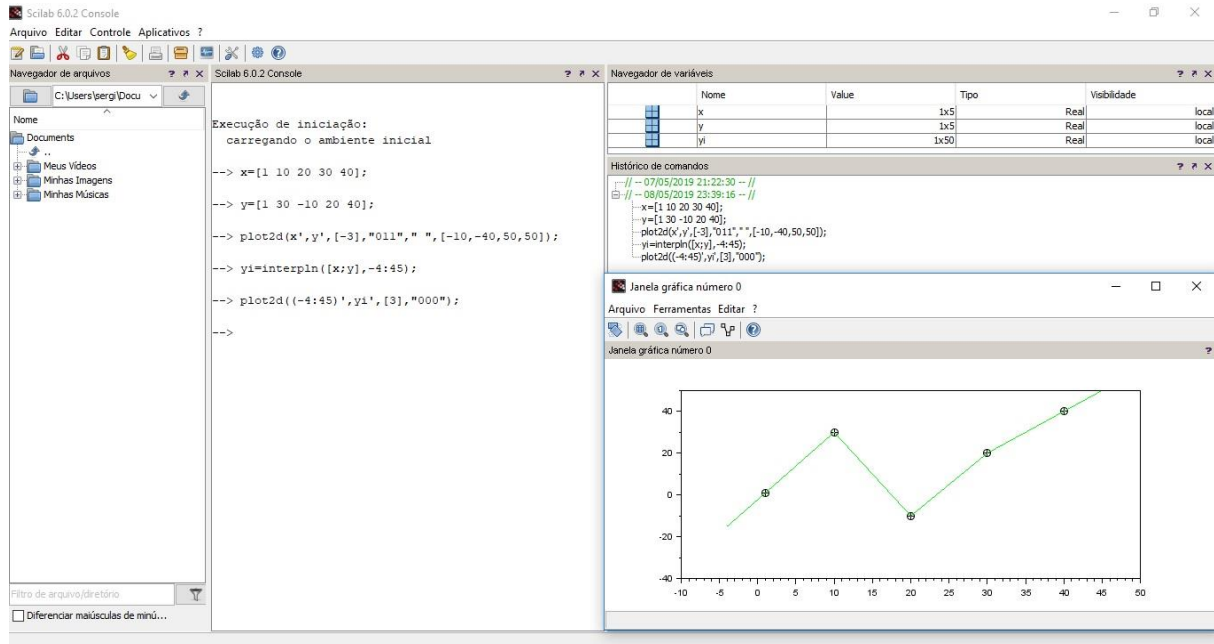 Scilab 6.0.2 Console
Arquivo Editar Controle Aplicativos ?
Navegador de arquivos
C:\Users\sergi\Docu
Nome
Documents
..
Meus Vídeos
Minhas Imagens
Minhas Músicas
Filtro de arquivo/diretório
Diferenciar maiúsculas de minú...
Scilab 6.0.2 Console
Execução de iniciação:
carregando o ambiente inicial
--> x=[1 10 20 30 40];
--> y=[1 30 -10 20 40];
--> plot2d(x',y',[-3],"011"," ",[-10,-40,50,50]);
--> yi=interpln([x;y],-4:45);
--> plot2d((-4:45)',yi',[3],"000");
-->
Navegador de variáveis
Nome Value Tipo Visibilidade
x 1x5 Real local
y 1x5 Real local
yi 1x50 Real local
Histórico de comandos
// -- 07/05/2019 21:22:30 -- //
// -- 08/05/2019 23:39:16 -- //
x=[1 10 20 30 40];
y=[1 30 -10 20 40];
plot2d(x',y',[-3],"011"," ",[-10,-40,50,50]);
yi=interpln([x;y],-4:45);
plot2d((-4:45)',yi',[3],"000");
Janela gráfica número 0
Arquivo Ferramentas Editar ?
Janela gráfica número 0
40
20
0
-20
-40
-10 -5 0 5 10 15 20 25 30 35 40 45 50